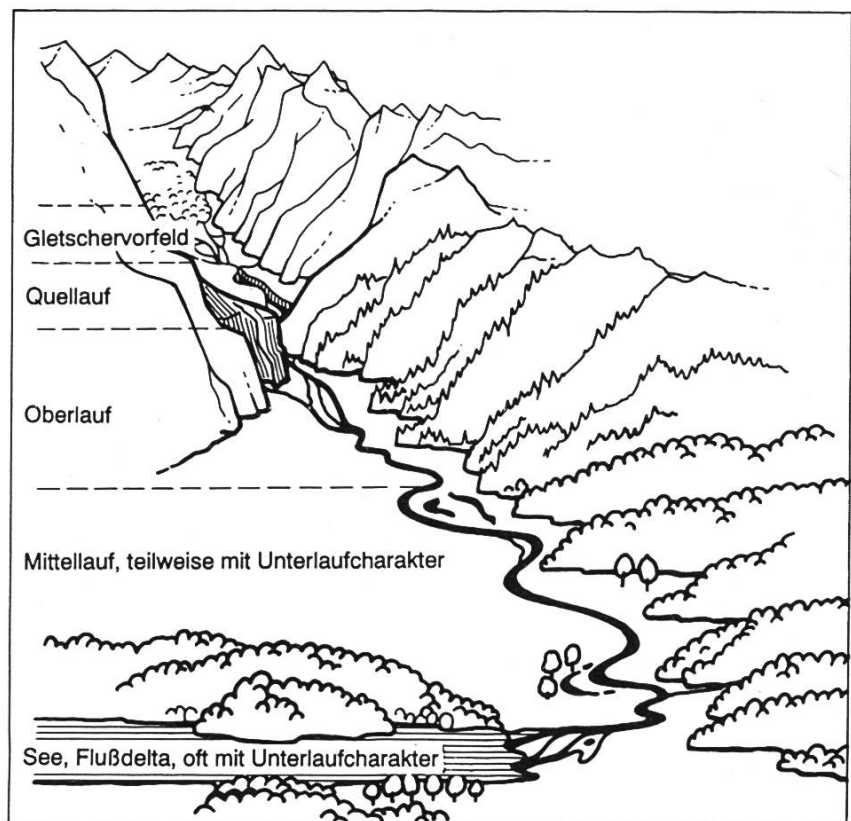 Gletschervorfeld
Quellauf
Oberlauf
Mittellauf, teilweise mit Unterlaufcharakter
See, Flußdelta, oft mit Unterlaufcharakter